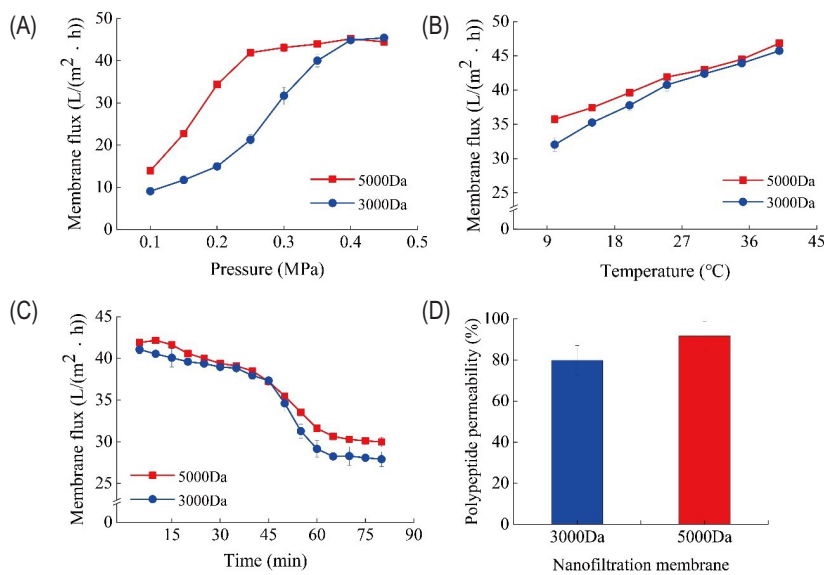 (A)
Membrane flux (L/(m² · h))
50
40
30
20
10
0
5000Da
3000Da
0.1 0.2 0.3 0.4 0.5
Pressure (MPa)
(B)
Membrane flux (L/(m² · h))
50
45
40
35
30
25
0
5000Da
3000Da
9 18 27 36 45
Temperature (℃)
(C)
Membrane flux (L/(m² · h))
45
40
35
30
25
0
5000Da
3000Da
15 30 45 60 75 90
Time (min)
(D)
Polypeptide permeability (%)
100
80
60
40
20
0
3000Da 5000Da
Nanofiltration membrane